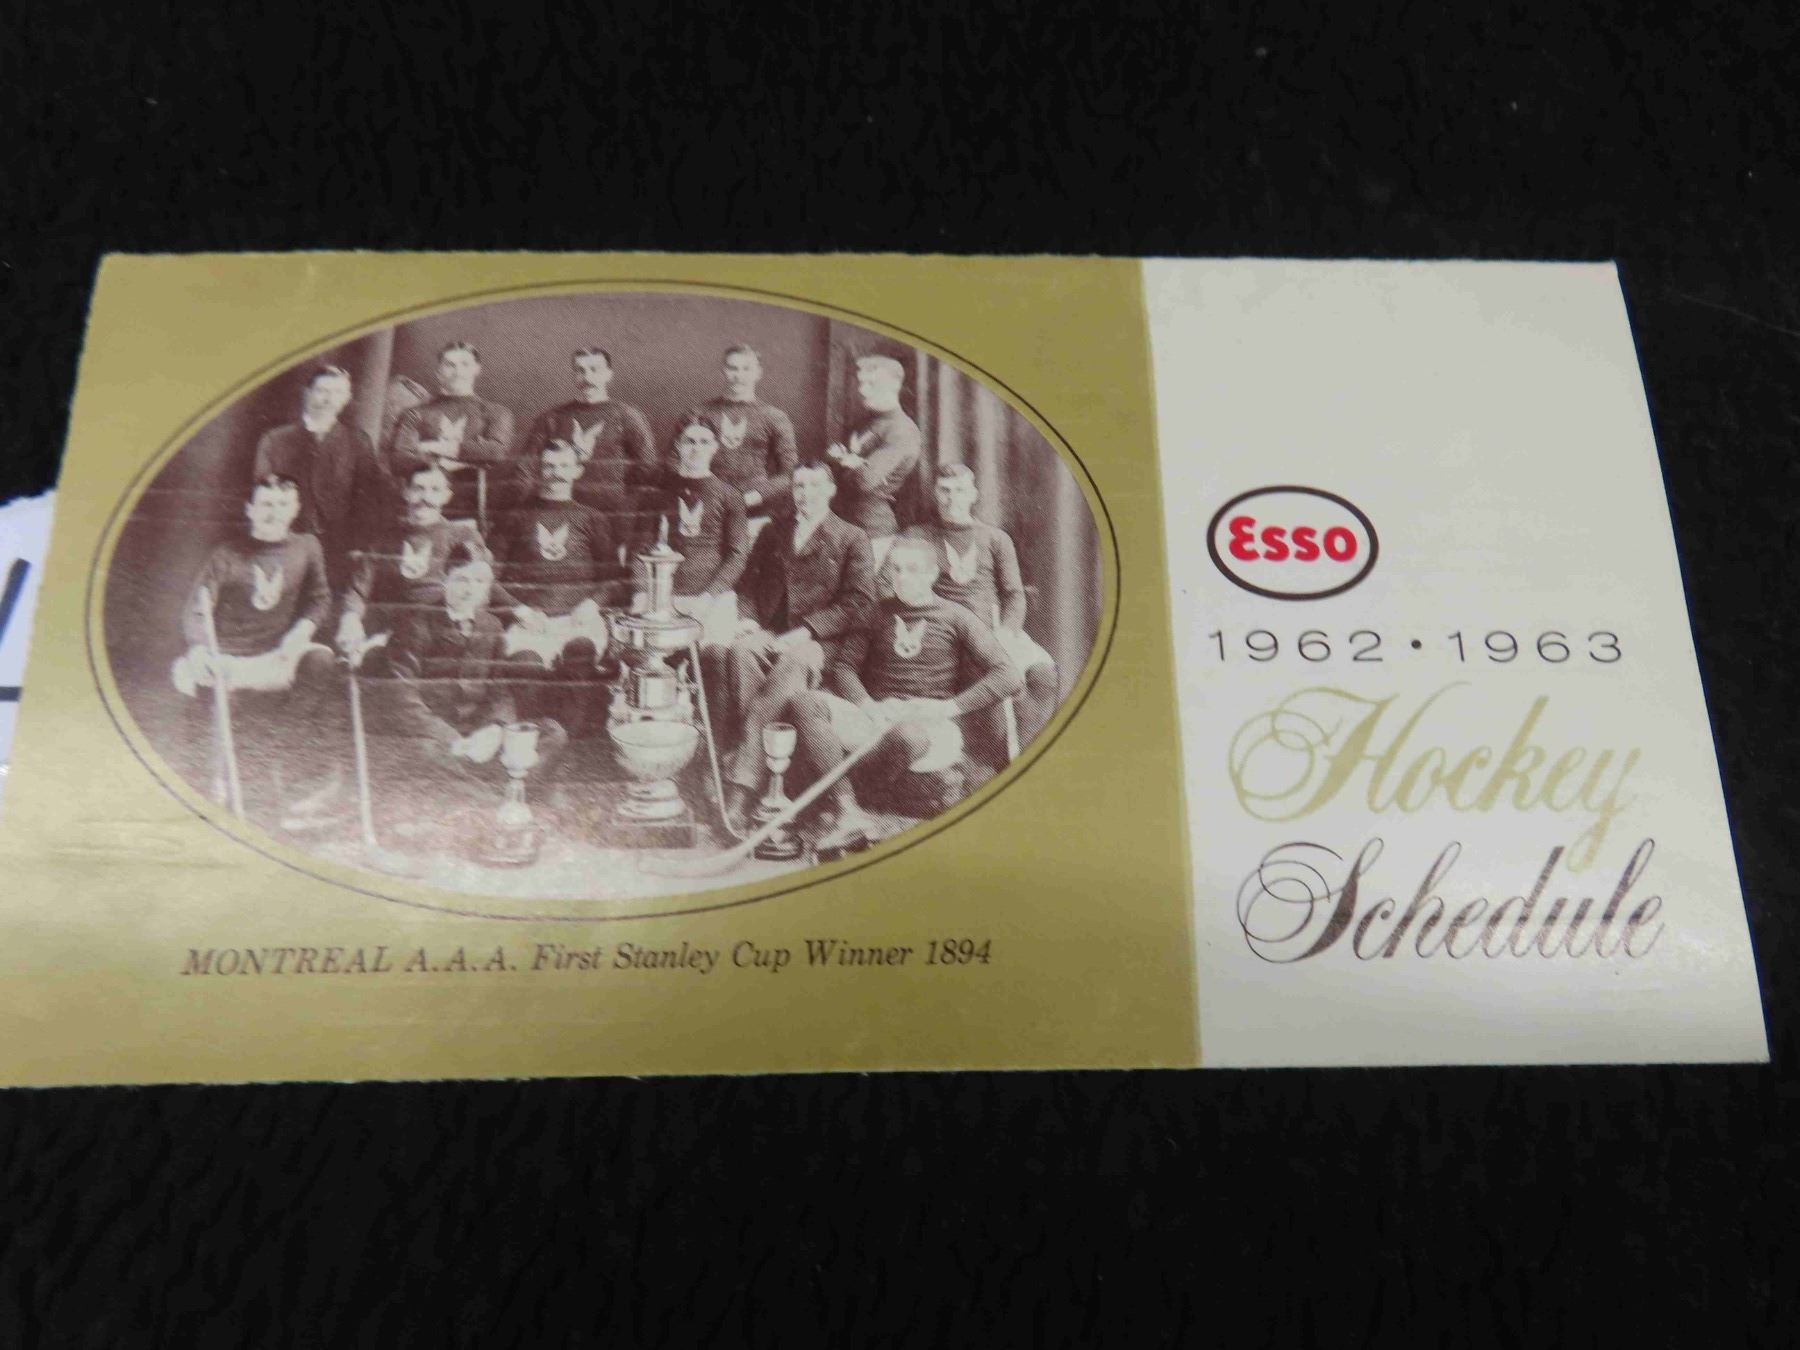 MONTREAL A.A.A. First Stanley Cup Winner 1894
Esso
1962 • 1963
Hockey
Schedule